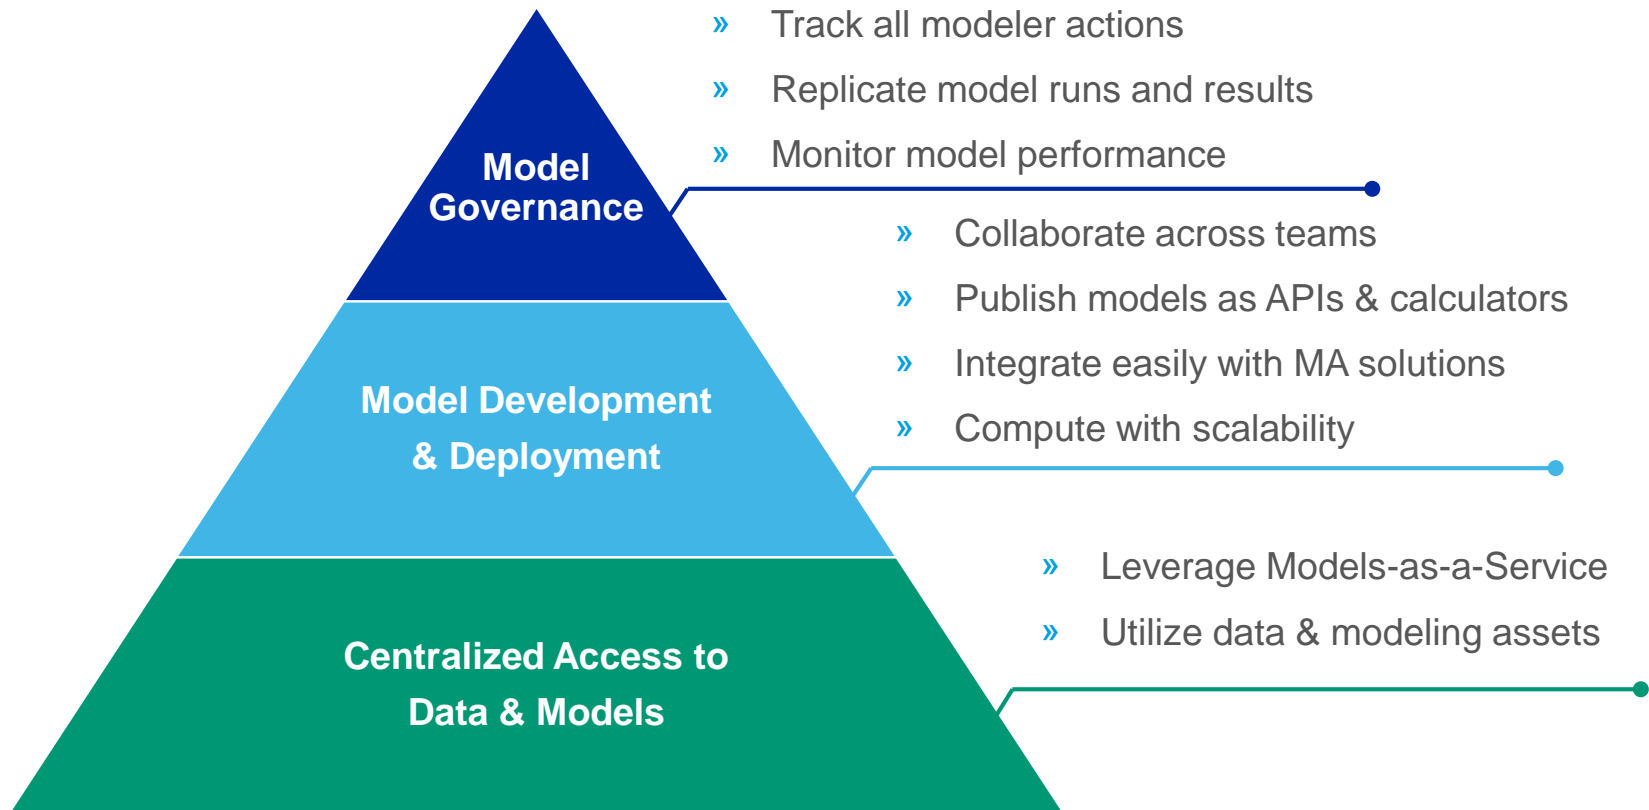 Model
Governance
» Track all modeler actions
» Replicate model runs and results
» Monitor model performance
Model Development
& Deployment
» Collaborate across teams
» Publish models as APIs & calculators
» Integrate easily with MA solutions
» Compute with scalability
Centralized Access to
Data & Models
» Leverage Models-as-a-Service
» Utilize data & modeling assets